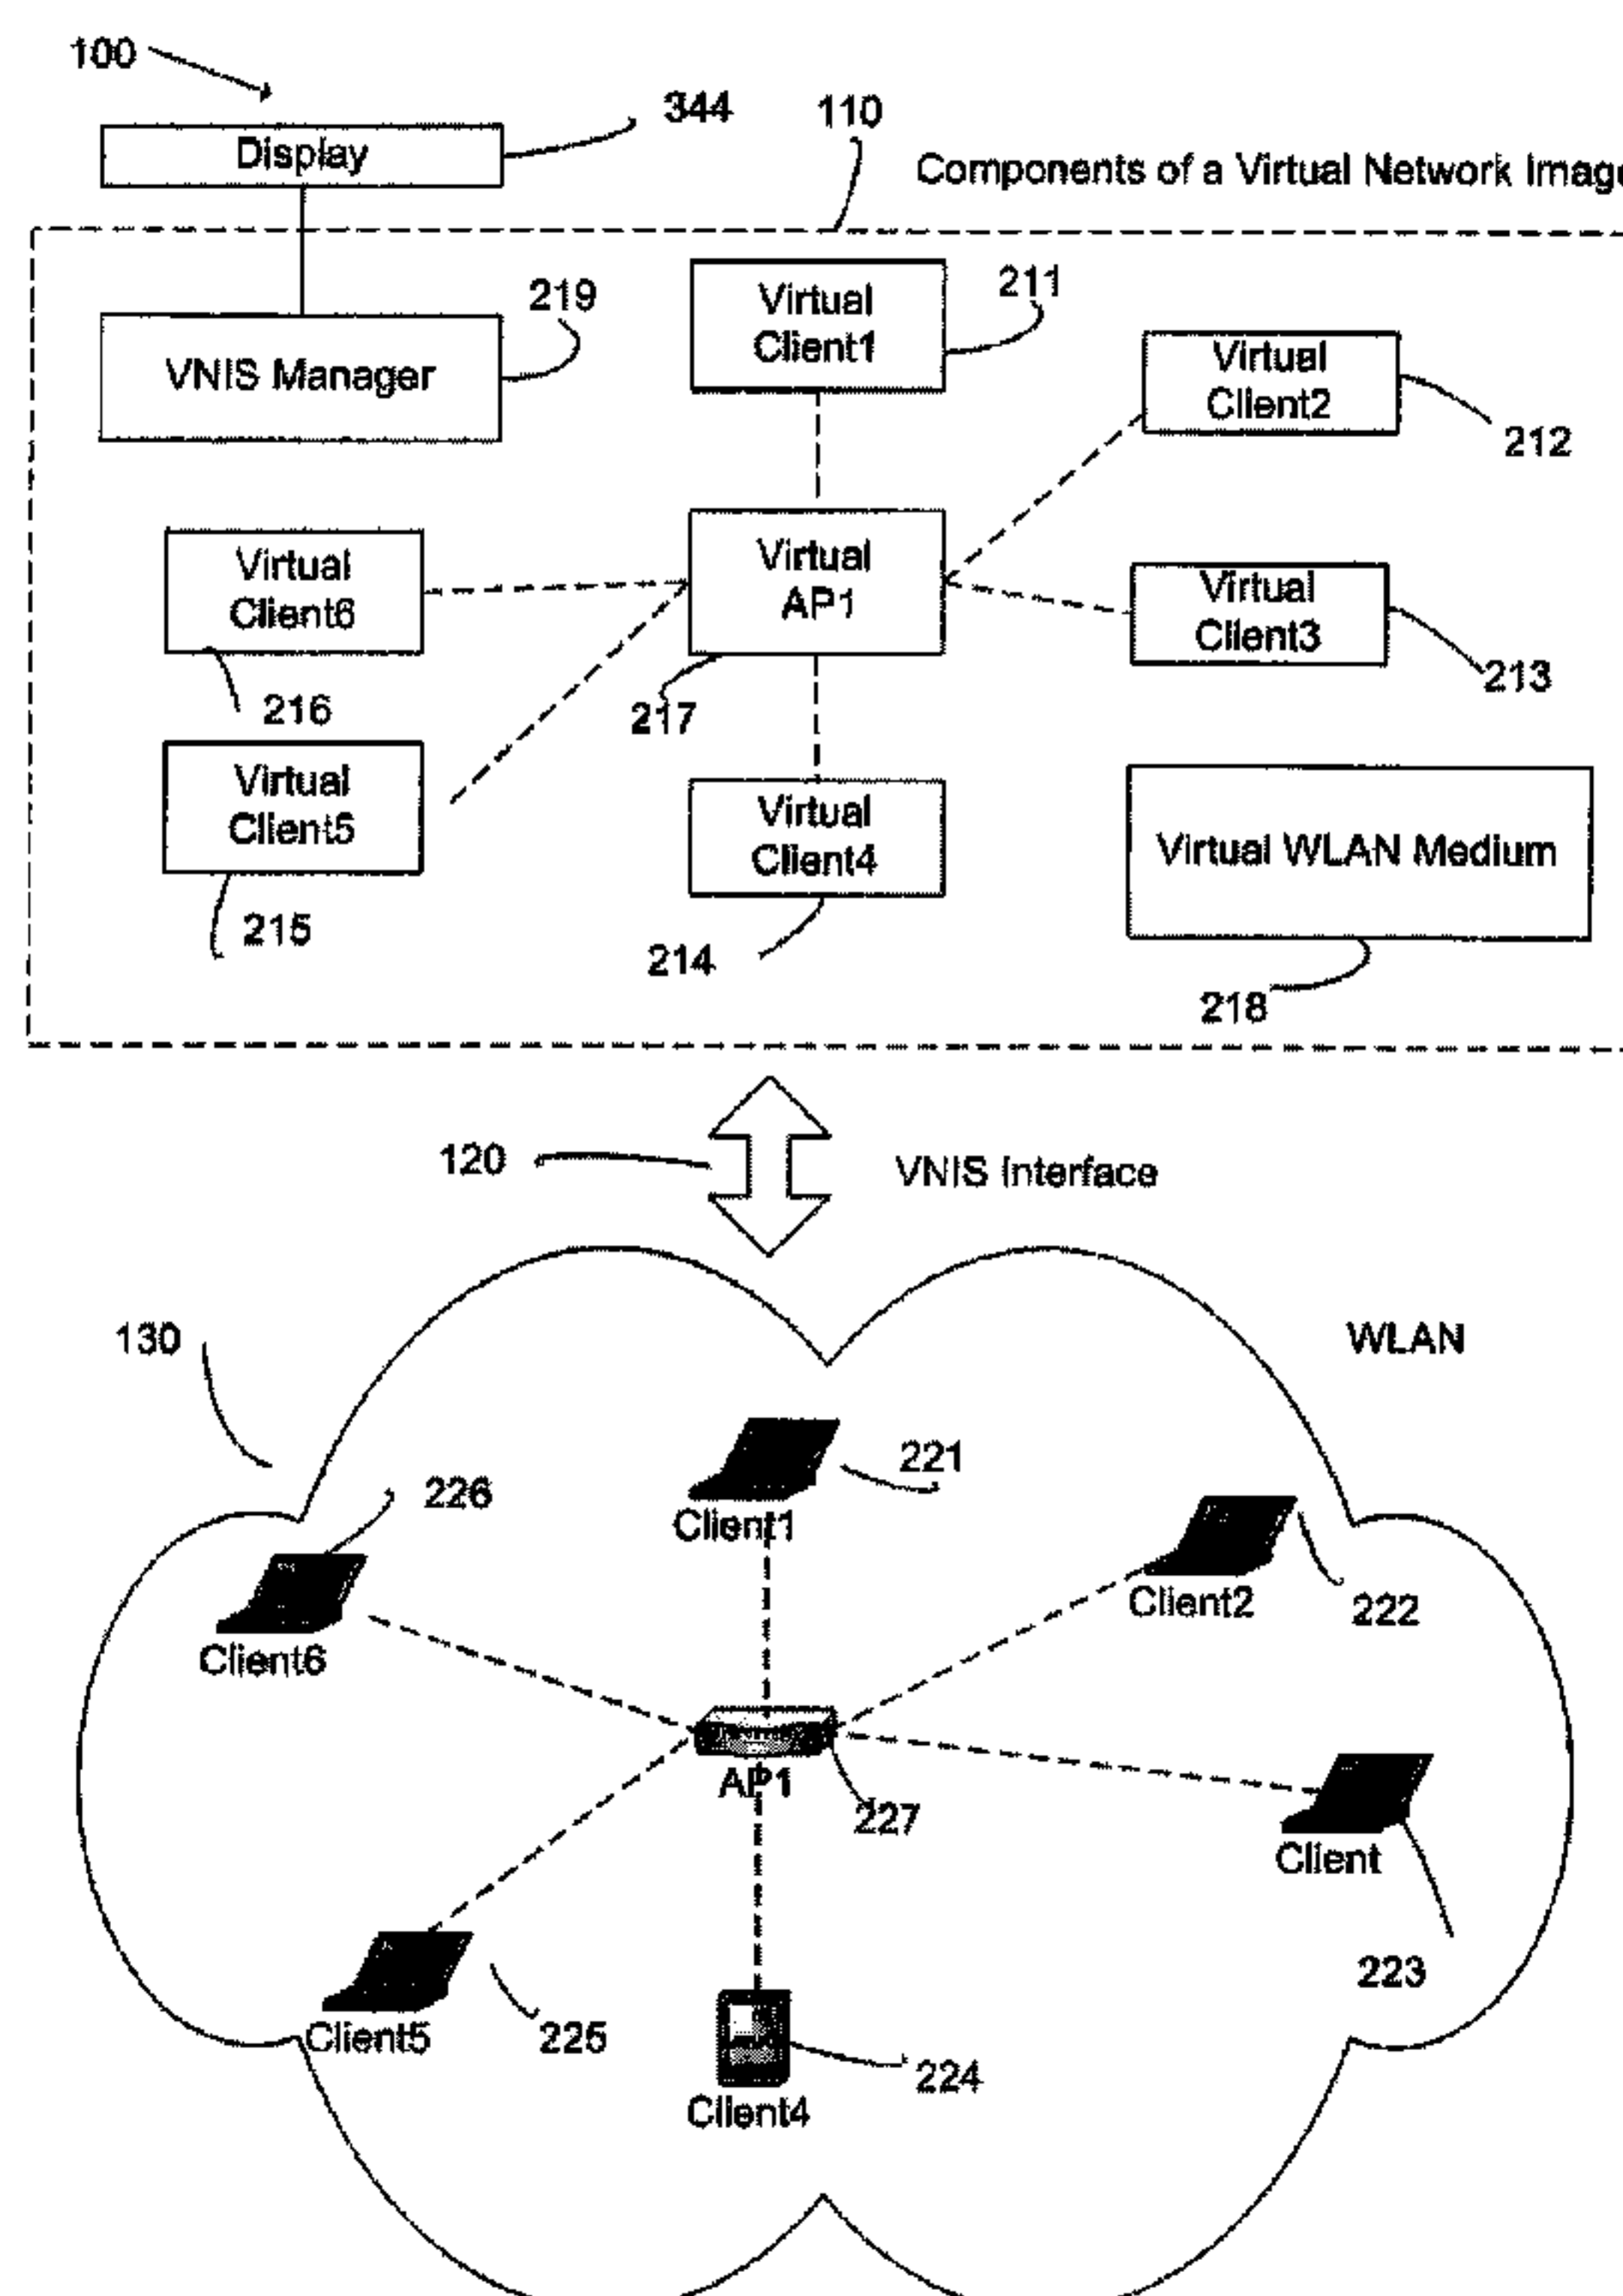 100
344
110
Display
Components of a Virtual Network Image
219
211
Virtual
Client1
VNIS Manager
Virtual
Client2
212
Virtual
Client6
Virtual
AP1
Virtual
Client3
213
216
217
Virtual
Client5
Virtual
Client4
Virtual WLAN Medium
215
214
218
120
VNIS Interface
130
WLAN
221
226
Client1
Client2
222
Client6
AP1
227
Client
223
225
Client5
224
Client4